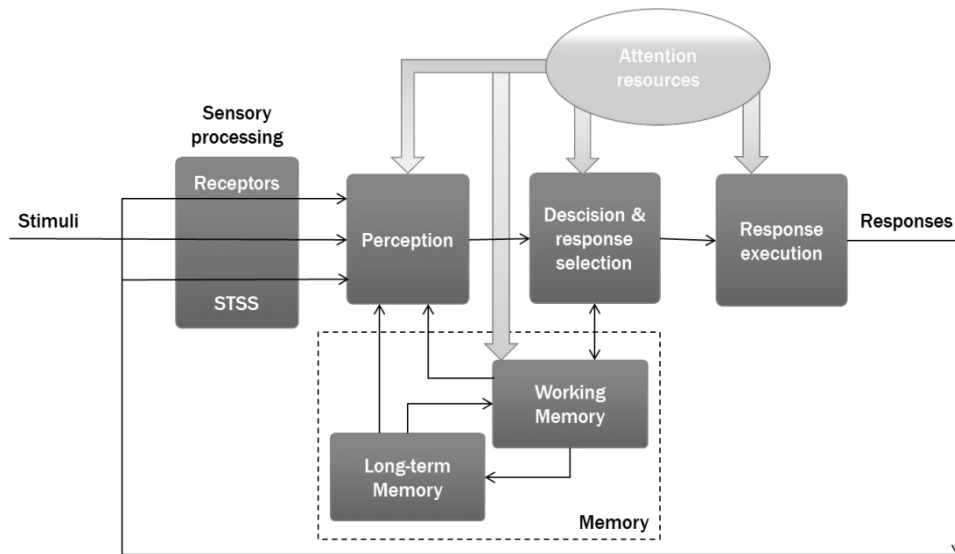 Attention
resources
Sensory
processing
Receptors
Stimuli
Perception
Descision &
response
selection
Response
execution
Responses
STSS
Working
Memory
Long-term
Memory
Memory